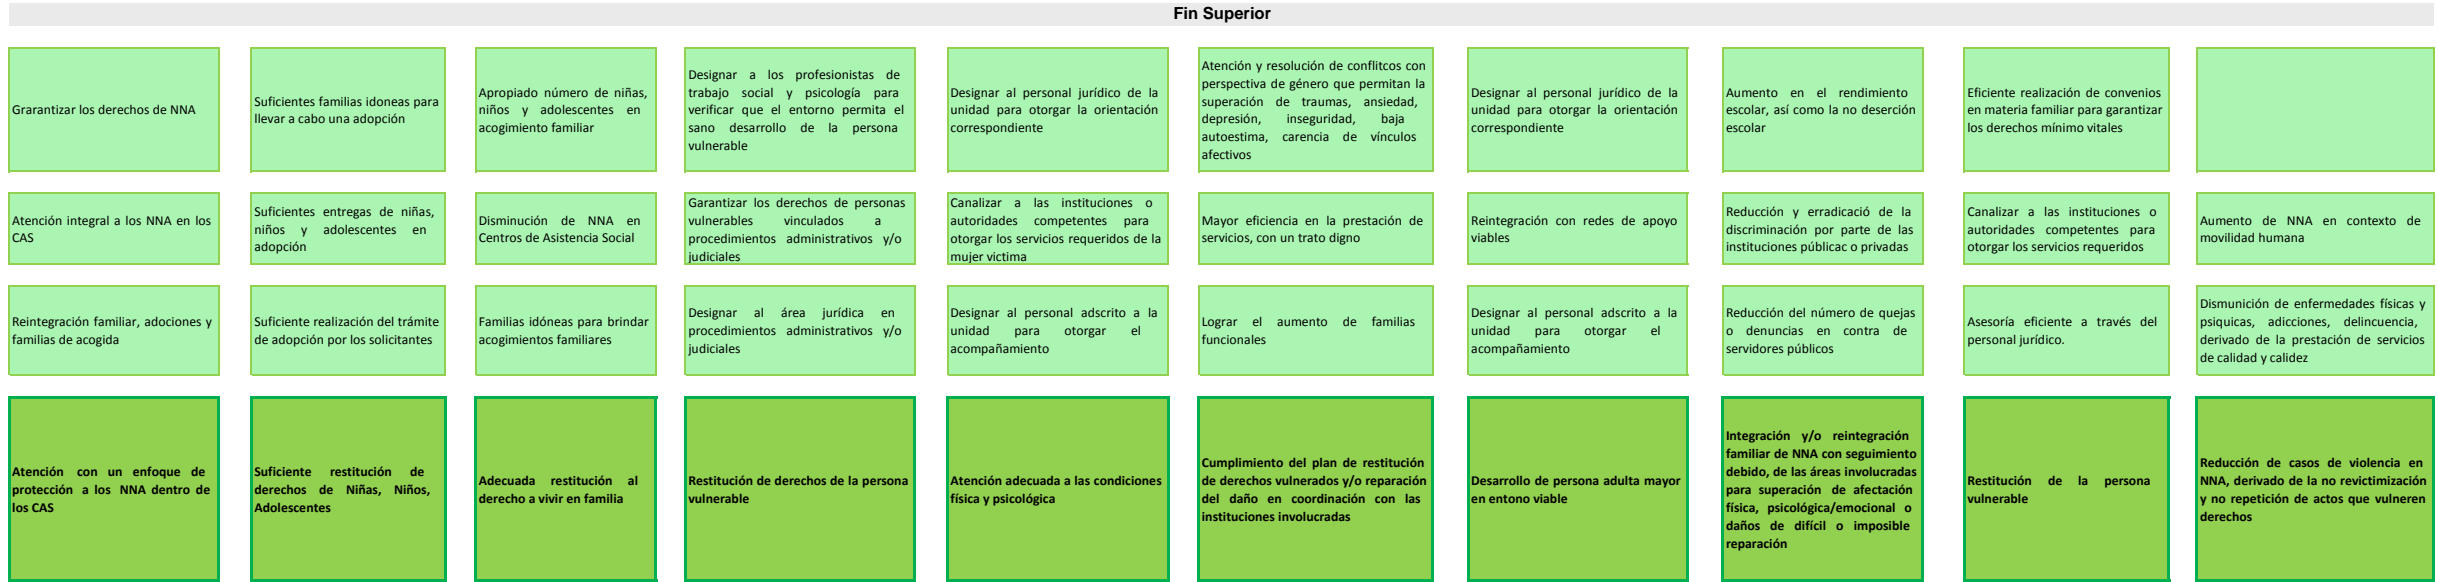 Fin Superior
Grarantizar los derechos de NNA
Suficientes familias idoneas para
llevar a cabo una adopción
Apropiado número de niñas,
niños y adolescentes en
acogimiento familiar
Designar a los profesionistas de
trabajo social y psicología para
verificar que el entorno permita el
sano desarrollo de la persona
vulnerable
Designar al personal jurídico de la
unidad para otorgar la orientación
correspondiente
Atención y resolución de conflitcos con
perspectiva de género que permitan la
superación de traumas, ansiedad,
depresión, inseguridad, baja
autoestima, carencia de vínculos
afectivos
Designar al personal jurídico de la
unidad para otorgar la orientación
correspondiente
Aumento en el rendimiento
escolar, así como la no deserción
escolar
Eficiente realización de convenios
en materia familiar para garantizar
los derechos mínimo vitales
Atención integral a los NNA en los
CAS
Suficientes entregas de niñas,
niños y adolescentes en
adopción
Disminución de NNA en
Centros de Asistencia Social
Garantizar los derechos de personas
vulnerables vinculados a
procedimientos administrativos y/o
judiciales
Canalizar a las instituciones o
autoridades competentes para
otorgar los servicios requeridos de la
mujer victima
Mayor eficiencia en la prestación de
servicios, con un trato digno
Reintegración con redes de apoyo
viables
Reducción y erradicació de la
discriminación por parte de las
instituciones públicac o privadas
Canalizar a las instituciones o
autoridades competentes para
otorgar los servicios requeridos
Aumento de NNA en contexto de
movilidad humana
Reintegración familiar, adociones y
familias de acogida
Suficiente realización del trámite
de adopción por los solicitantes
Familias idóneas para brindar
acogimientos familiares
Designar al área jurídica en
procedimientos administrativos y/o
judiciales
Designar al personal adscrito a la
unidad para otorgar el
acompañamiento
Lograr el aumento de familias
funcionales
Designar al personal adscrito a la
unidad para otorgar el
acompañamiento
Reducción del número de quejas
o denuncias en contra de
servidores públicos
Asesoría eficiente a través del
personal jurídico.
Dismunición de enfermedades físicas y
psiquicas, adicciones, delincuencia,
derivado de la prestación de servicios
de calidad y calidez
Atención con un enfoque de
protección a los NNA dentro de
los CAS
Suficiente restitución de
derechos de Niñas, Niños,
Adolescentes
Adecuada restitución al
derecho a vivir en familia
Restitución de derechos de la persona
vulnerable
Atención adecuada a las condiciones
física y psicológica
Cumplimiento del plan de restitución
de derechos vulnerados y/o reparación
del daño en coordinación con las
instituciones involucradas
Desarrollo de persona adulta mayor
en entono viable
Integración y/o reintegración
familiar de NNA con seguimiento
debido, de las áreas involucradas
para superación de afectación
física, psicológica/emocional o
daños de difícil o imposible
reparación
Restitución de la persona
vulnerable
Reducción de casos de violencia en
NNA, derivado de la no revictimización
y no repetición de actos que vulneren
derechos